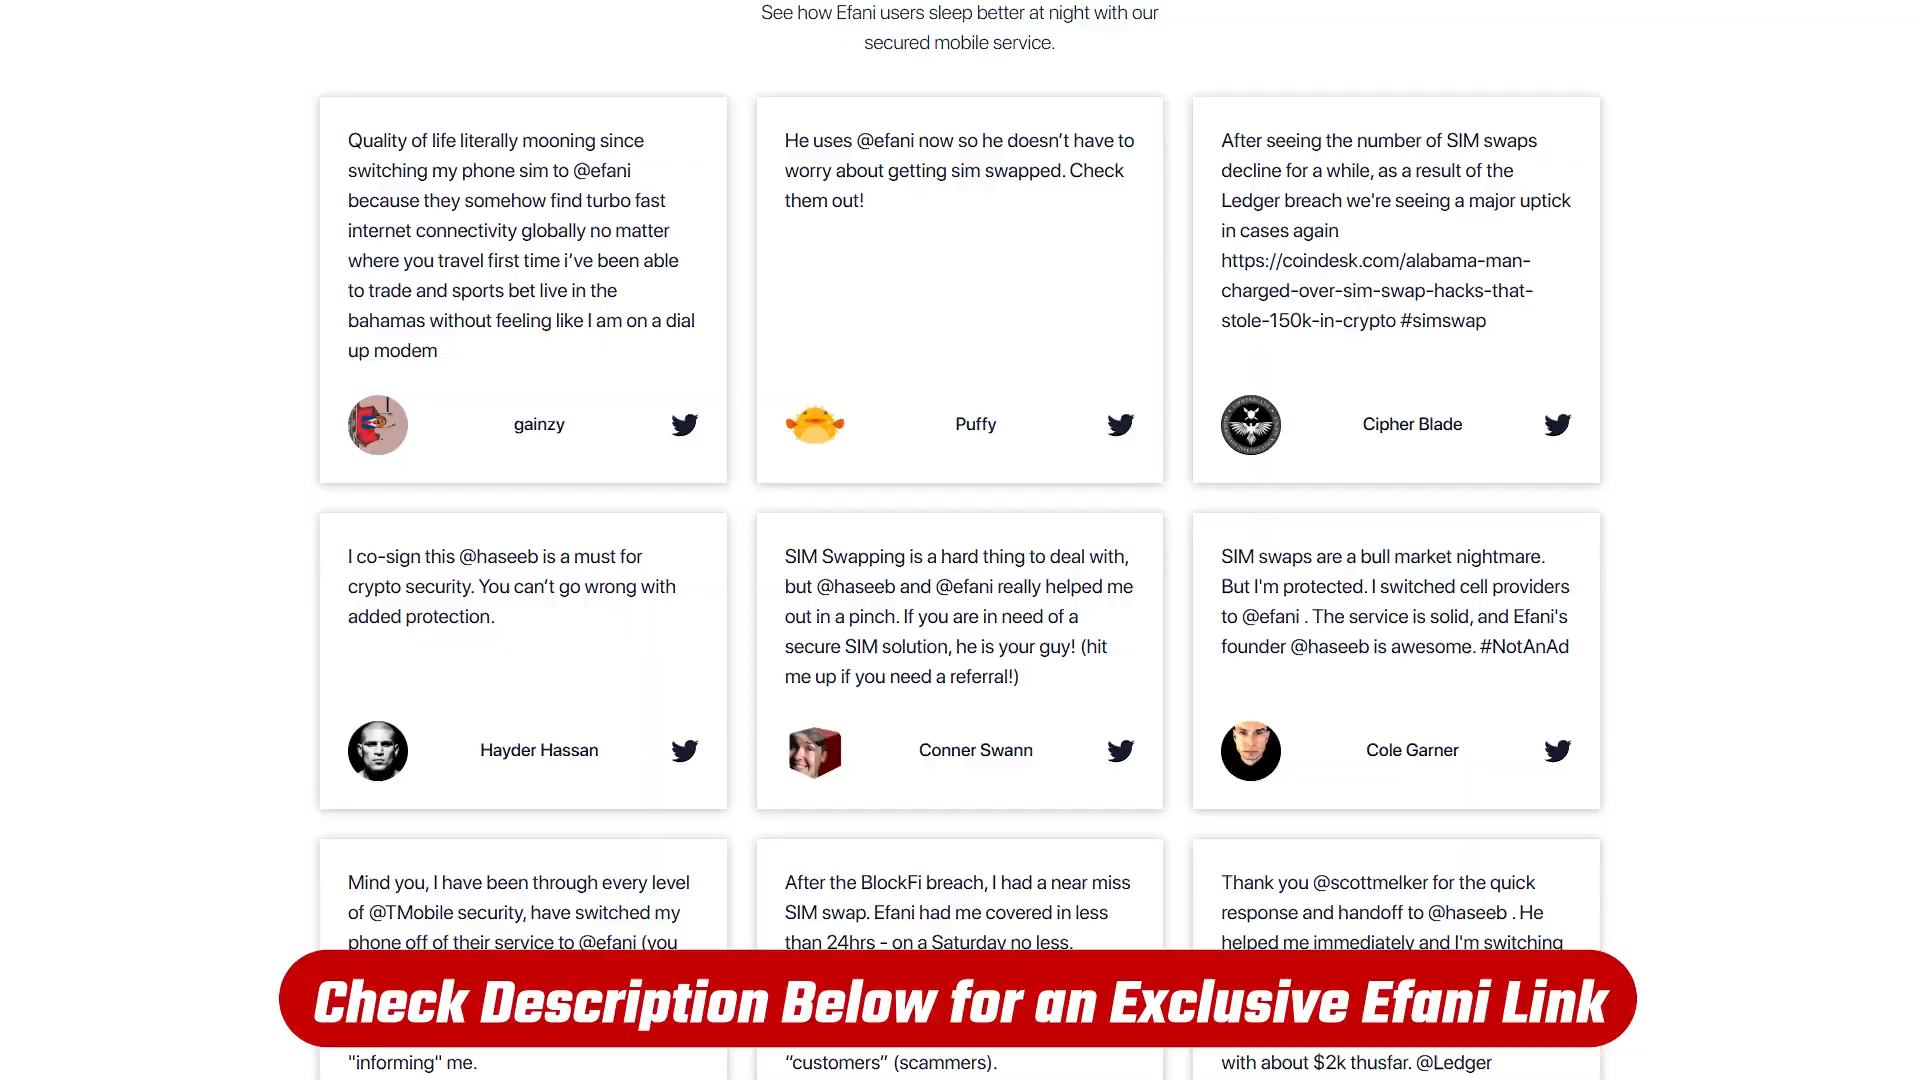 See how Efani users sleep better at night with our
secured mobile service.
Quality of life literally mooning since
switching my phone sim to @efani
because they somehow find turbo fast
internet connectivity globally no matter
where you travel first time i’ve been able
to trade and sports bet live in the
bahamas without feeling like I am on a dial
up modem
gainzy
He uses @efani now so he doesn’t have to
worry about getting sim swapped. Check
them out!
Puffy
After seeing the number of SIM swaps
decline for a while, as a result of the
Ledger breach we're seeing a major uptick
in cases again
https://coindesk.com/alabama-man-
charged-over-sim-swap-hacks-that-
stole-150k-in-crypto #simswap
Cipher Blade
I co-sign this @haseeb is a must for
crypto security. You can’t go wrong with
added protection.
Hayder Hassan
SIM Swapping is a hard thing to deal with,
but @haseeb and @efani really helped me
out in a pinch. If you are in need of a
secure SIM solution, he is your guy! (hit
me up if you need a referral!)
Conner Swann
SIM swaps are a bull market nightmare.
But I'm protected. I switched cell providers
to @efani . The service is solid, and Efani's
founder @haseeb is awesome. #NotAnAd
Cole Garner
Mind you, I have been through every level
of @TMobile security, have switched my
phone off of their service to @efani (you
"informing" me.
After the BlockFi breach, I had a near miss
SIM swap. Efani had me covered in less
than 24hrs - on a Saturday no less.
“customers” (scammers).
Thank you @scottmelker for the quick
response and handoff to @haseeb . He
helped me immediately and I'm switching
with about $2k thusfar. @Ledger
Check Description Below for an Exclusive Efani Link